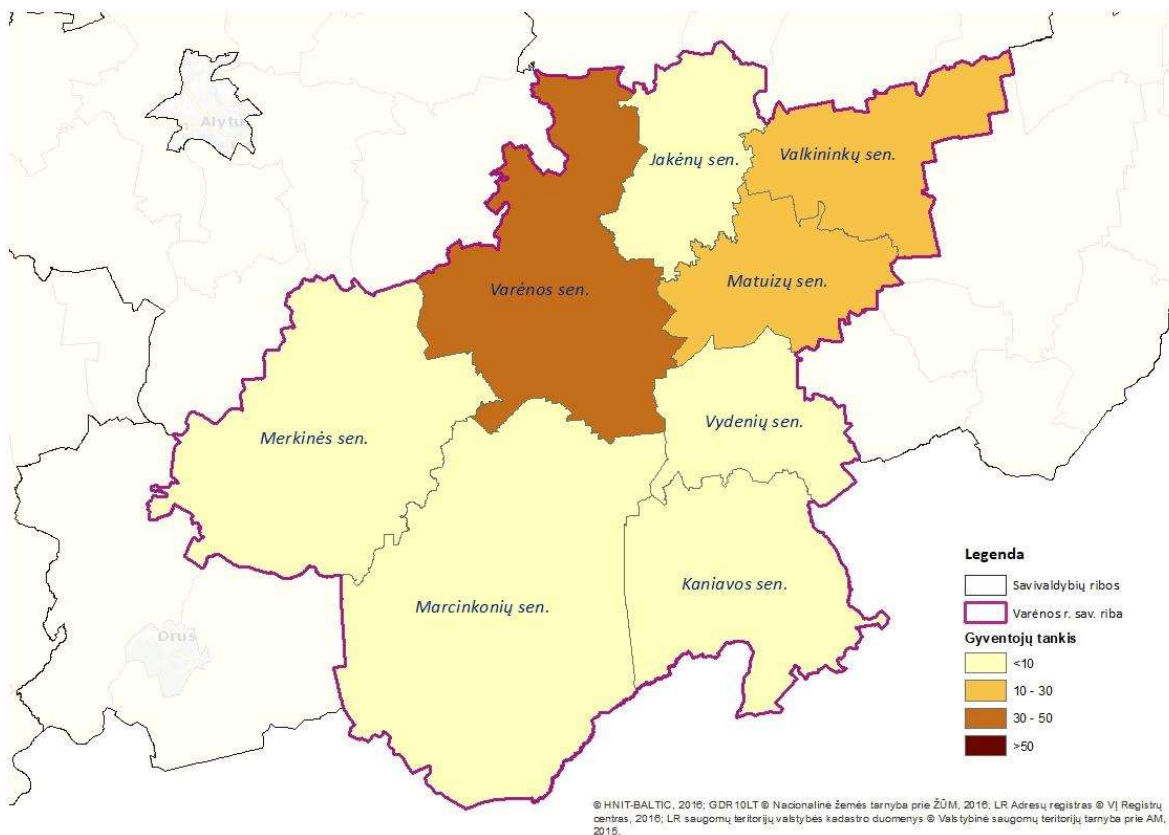 Alytu
Jakėnų sen.
Valkininkų sen.
Varėnos sen.
Matuizų sen.
Merkinės sen.
Vydenių sen.
Marcinkonių sen.
Kaniavos sen.
Drus
Legenda
Savivaldybių ribos
Varėnos r. sav. riba
Gyventojų tankis
<10
10 - 30
30 - 50
>50
© HNIT-BALTIC, 2016; GDR10LT © Nacionalinė žemės tarnyba prie ŽŪM, 2016; LR Adresų registras © VĮ Registrų
centras, 2016; LR saugomų teritorijų valstybės kadastro duomenys © Valstybinė saugomų teritorijų tarnyba prie AM,
2015.